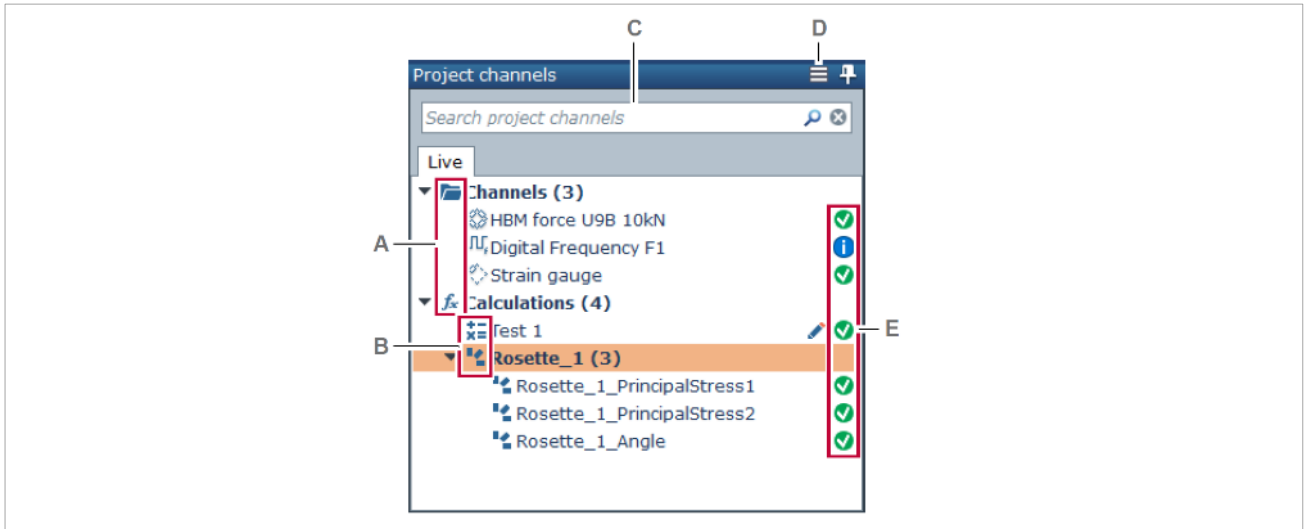 C D
Project channels
Search project channels
Live
Channels (3)
HBM force U9B 10kN
Digital Frequency F1
A
Strain gauge
fx Calculations (4)
Test 1
E
B
Rosette_1 (3)
Rosette_1_PrincipalStress1
Rosette_1_PrincipalStress2
Rosette_1_Angle